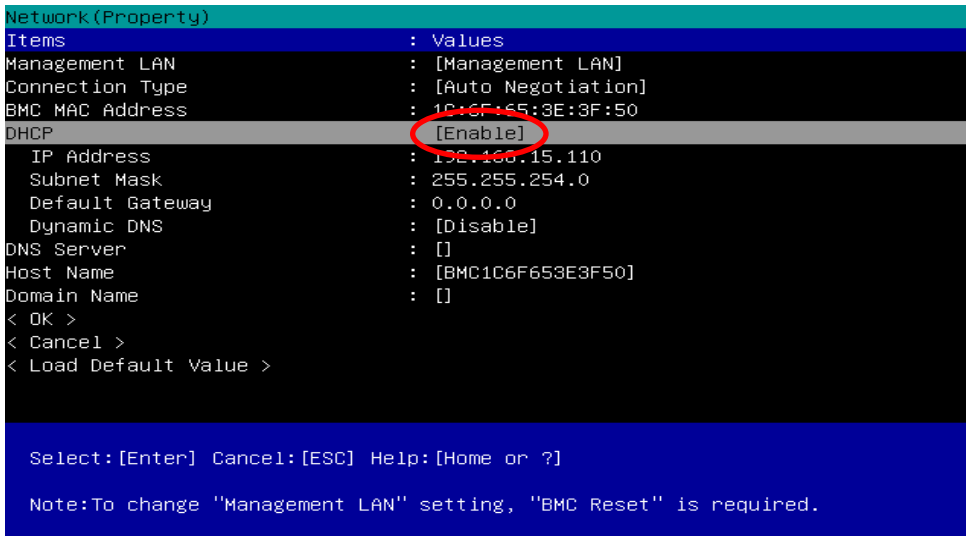 Network(Property)
Items : Values
Management LAN : [Management LAN]
Connection Type : [Auto Negotiation]
BMC MAC Address : 1C:6F:65:3E:3F:50
DHCP [Enable]
IP Address : 192.168.15.110
Subnet Mask : 255.255.254.0
Default Gateway : 0.0.0.0
Dynamic DNS : [Disable]
DNS Server : []
Host Name : [BMC1C6F653E3F50]
Domain Name : []
< OK >
< Cancel >
< Load Default Value >
Select:[Enter] Cancel:[ESC] Help:[Home or ?]
Note:To change "Management LAN" setting, "BMC Reset" is required.